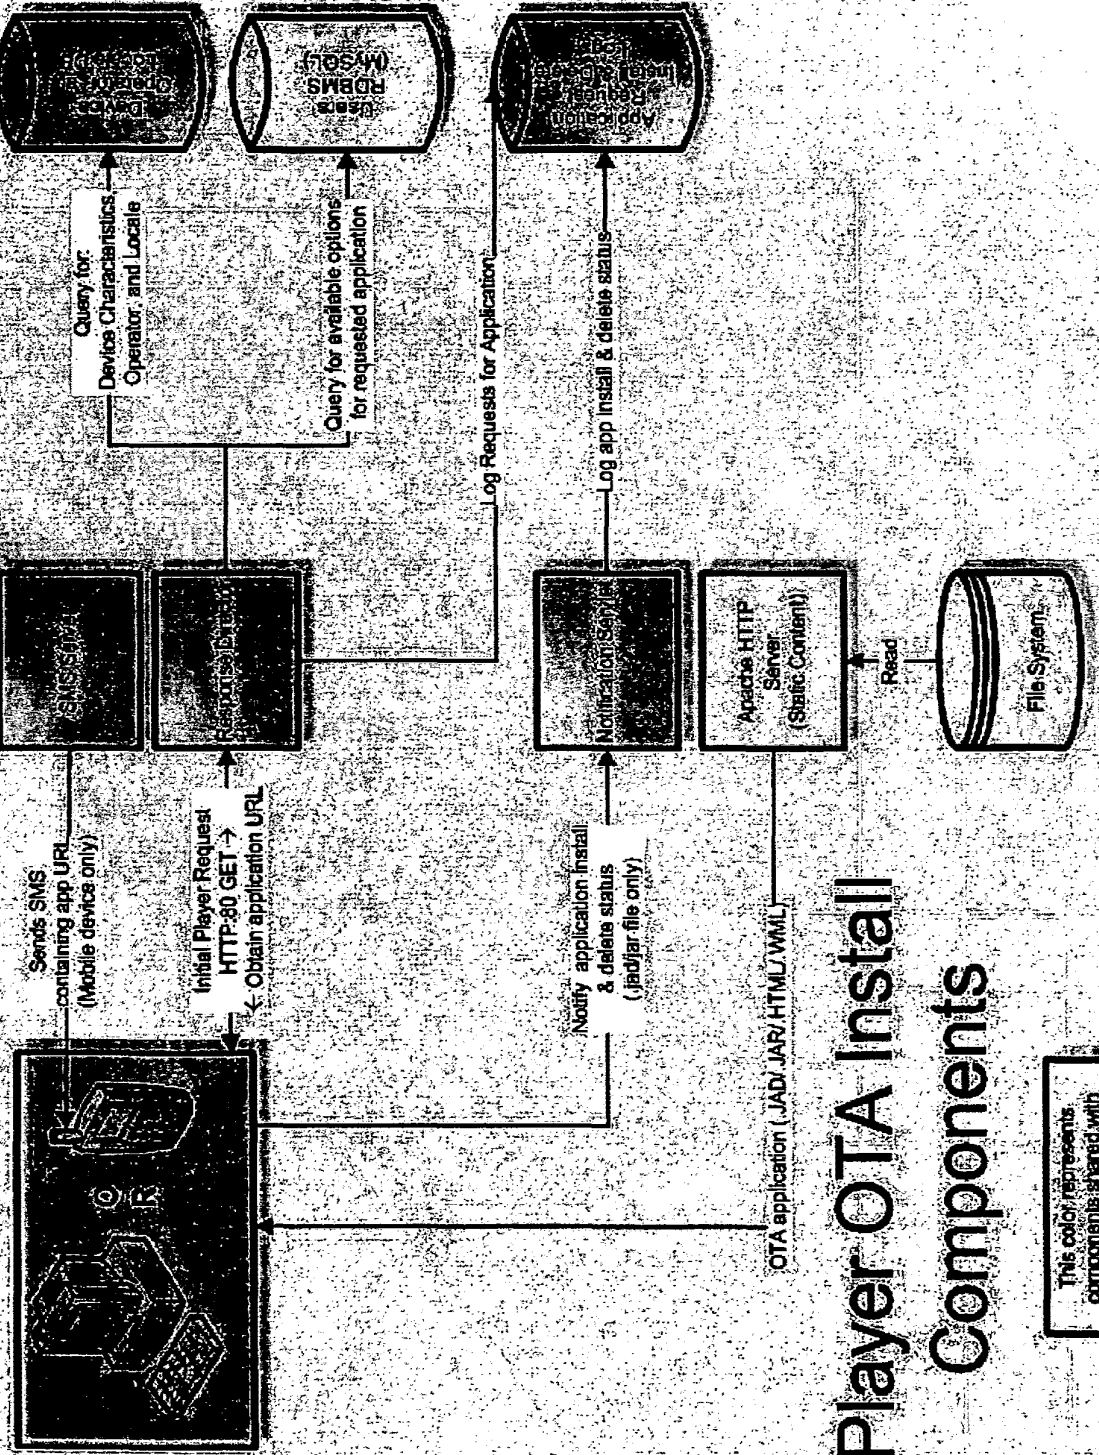 Sends SMS
containing app URL
(Mobile device only)
Initial Player Request
HTTP:80 GET →
← Obtain application URL
Query for:
Device Characteristics
Operator, and Locale
Query for available options
for requested application
Device
Users
RDBMS
(MySQL)
Log Requests for Application
Application
Request
O
R
Notify application install
& delete status
(.jad/jar file only)
Notification Servlet
Log app install & delete status
Apache HTTP
Server
(Static Content)
Read
File System
OTA application (.JAD/.JAR/.HTML/.WML)
Player OTA Install
Components
This color represents
components shared with